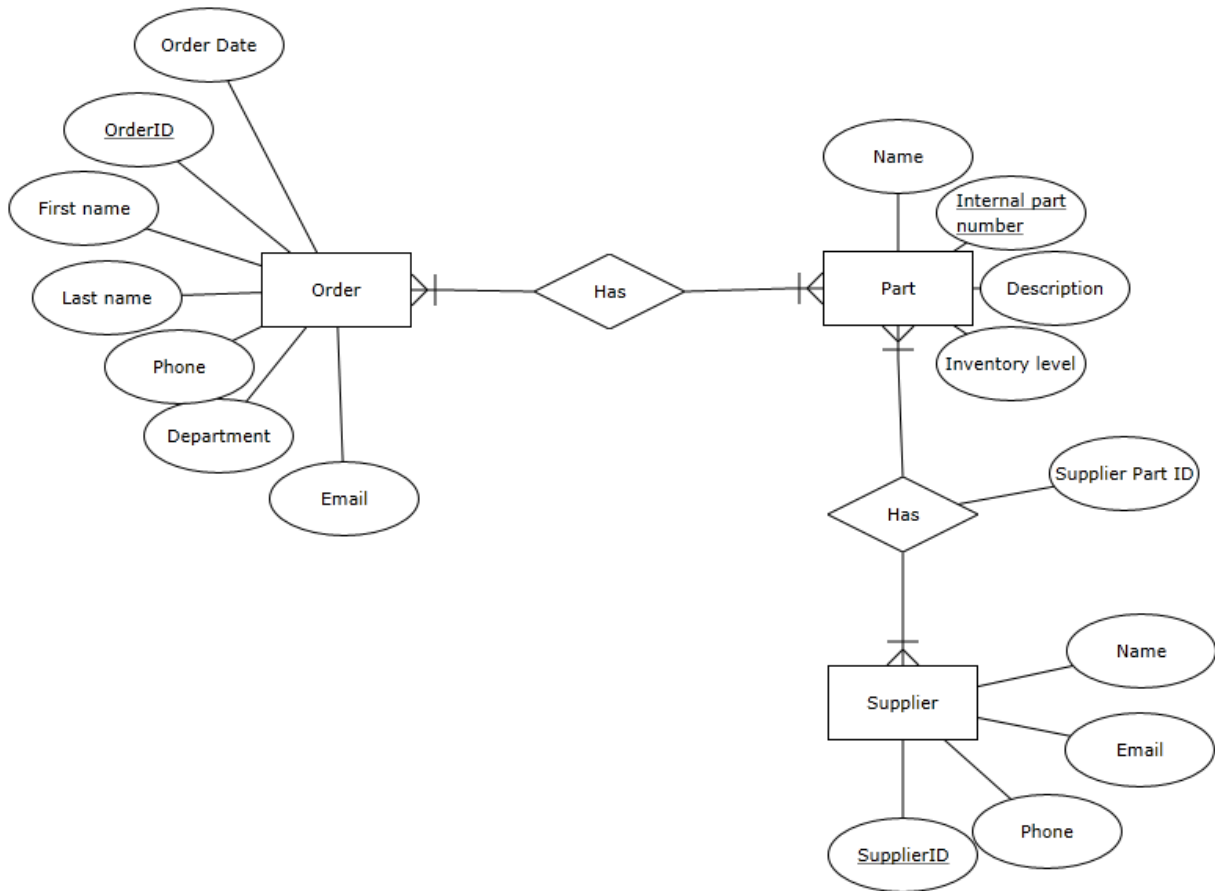 Order Date
OrderID
First name
Last name
Phone
Department
Email
Order
Has
Name
Internal part
number
Part
Description
Inventory level
Supplier Part ID
Has
Name
Supplier
Email
Phone
SupplierID